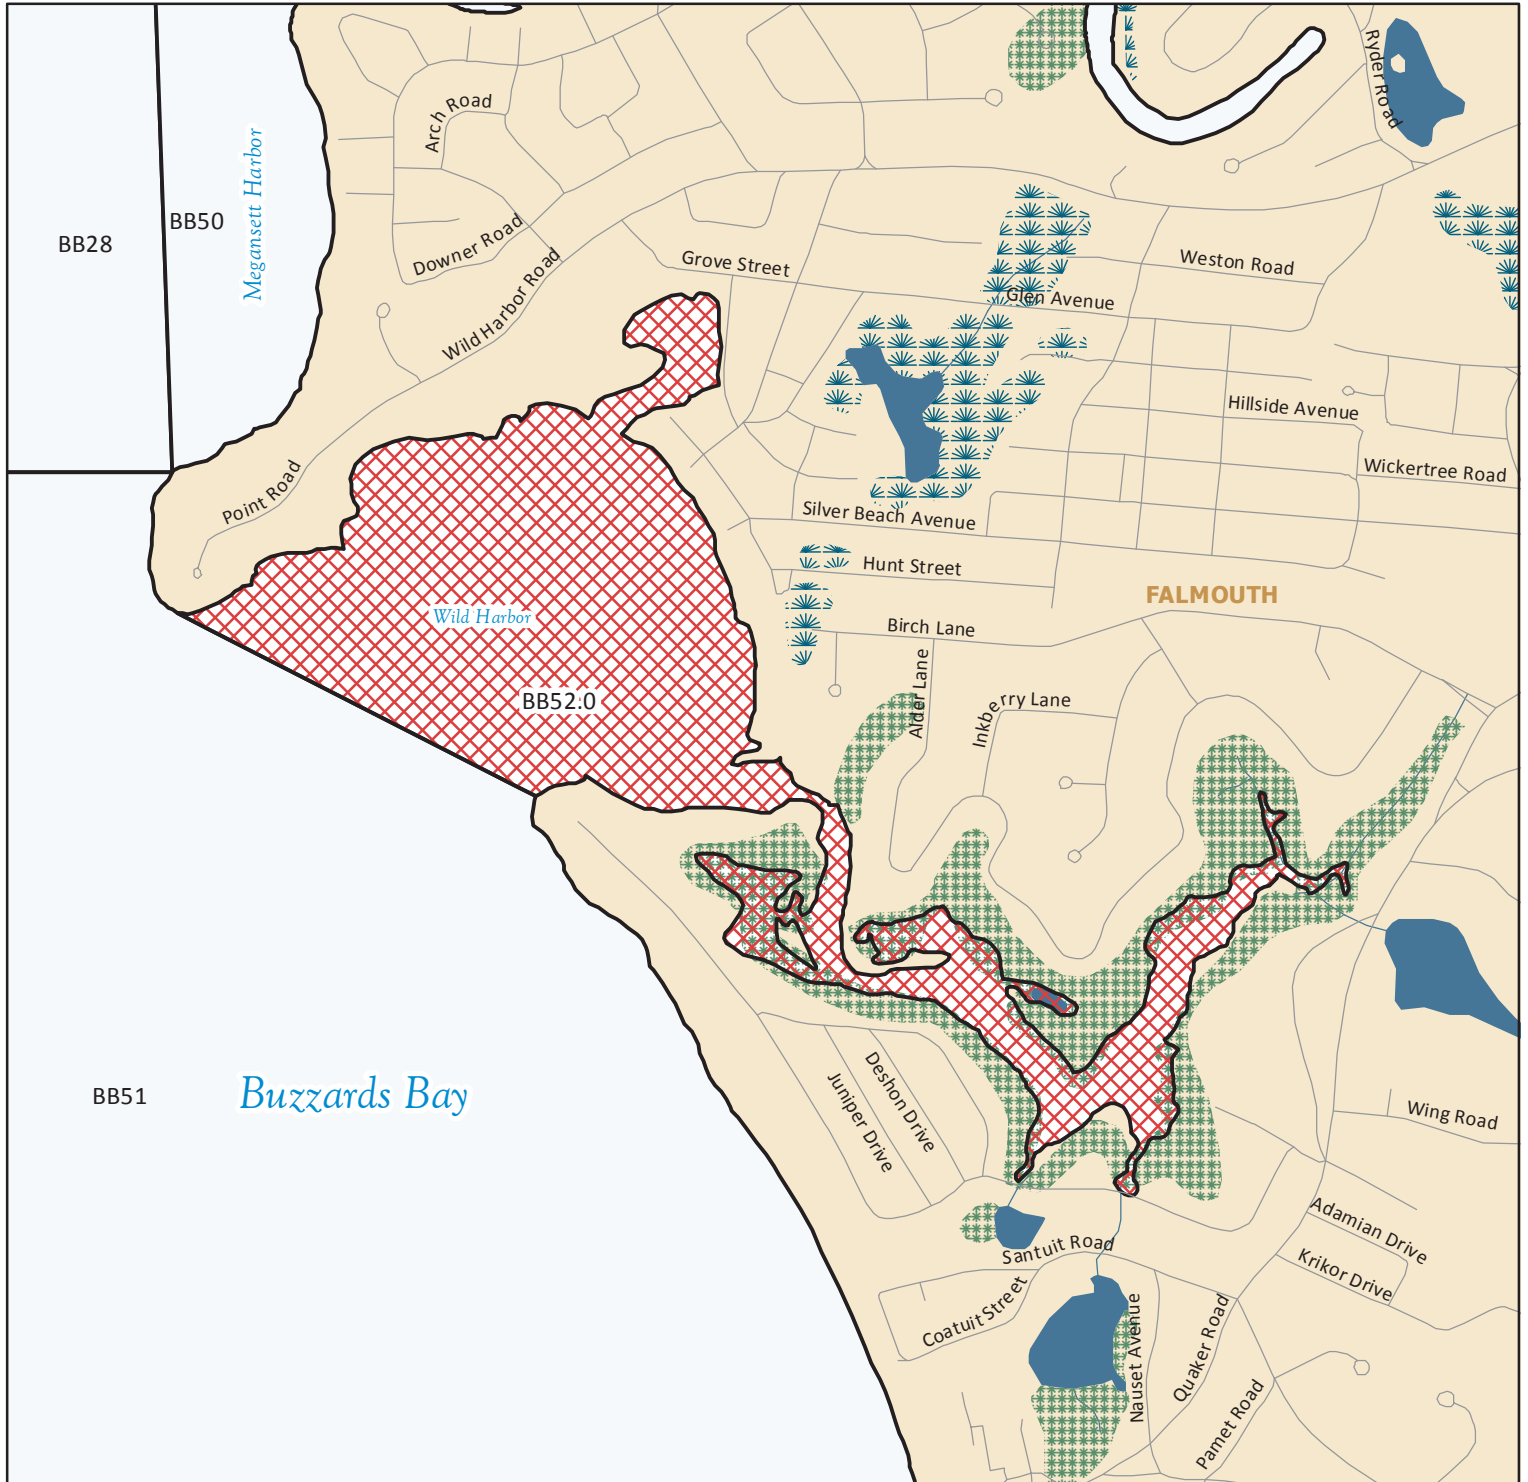 Ryder Road
Arch Road
BB50
Megansett Harbor
BB28
Downer Road
Grove Street
Weston Road
Wild Harbor Road
Glen Avenue
Hillside Avenue
Wickertree Road
Point Road
Silver Beach Avenue
Hunt Street
FALMOUTH
Wild Harbor
Birch Lane
BB52.0
Alder Lane
Inkberry Lane
BB51
Buzzards Bay
Deshon Drive
Juniper Drive
Wing Road
Adamian Drive
Santuit Road
Krikor Drive
Coatuit Street
Nauset Avenue
Quaker Road
Pamet Road